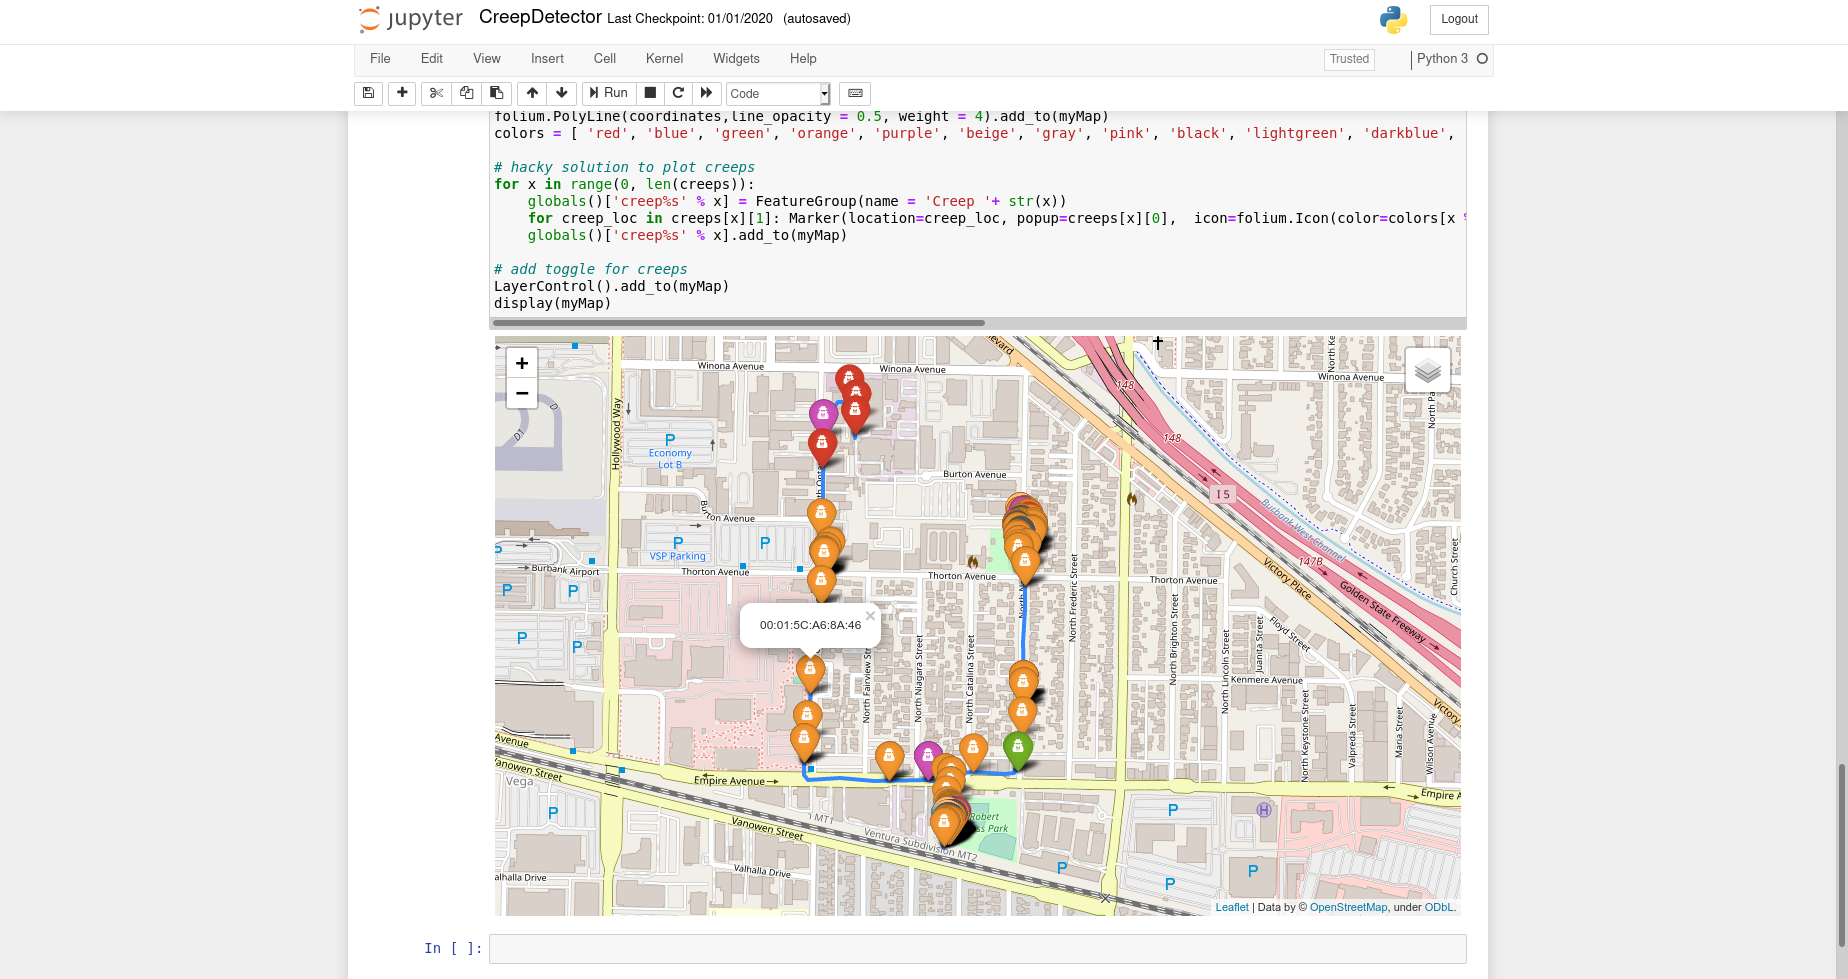 jupyter CreepDetector Last Checkpoint: 01/01/2020 (autosaved)
Logout
File Edit View Insert Cell Kernel Widgets Help
Trusted
Python 3
Run
Code
folium.PolyLine(coordinates,line_opacity = 0.5, weight = 4).add_to(myMap)
colors = [ 'red', 'blue', 'green', 'orange', 'purple', 'beige', 'gray', 'pink', 'black', 'lightgreen', 'darkblue',
# hacky solution to plot creeps
for x in range(0, len(creeps)):
globals()['creep%s' % x] = FeatureGroup(name = 'Creep '+ str(x))
for creep_loc in creeps[x][1]: Marker(location=creep_loc, popup=creeps[x][0],  icon=folium.Icon(color=colors[x %
globals()['creep%s' % x].add_to(myMap)
# add toggle for creeps
LayerControl().add_to(myMap)
display(myMap)
+
−
Winona Avenue
Winona Avenue
Winona Avenue
North Ke
North Pa
148
148
D
D1
Hollywood Way
P
Economy
Lot B
Burton Avenue
Burton Avenue
I 5
Burbank-West-Channel
P
VSP Parking
P
P
Burbank Airport
Thorton Avenue
Thorton Avenue
Thorton Avenue
147B
Victory Place
Golden State Freeway
Church Street
P
P
P
P
00:01:5C:A6:8A:46
×
North Fairview Str
North Niagara Street
North Catalina Street
North Frederic Street
North Brighton Street
North Lincoln Street
Juanita Street
Floyd Street
Kenmere Avenue
North Keystone Street
Valpreda Street
Maria Street
Wilson Avenue
Victory
Avenue
Vanowen Street
Vega
Empire Avenue
Empire A
P
Vanowen Street
MT1
Ventura Subdivision MT2
Robert
ss Park
P
H
Valhalla Drive
alhalla Drive
P
P
P
Leaflet | Data by © OpenStreetMap, under ODbL.
In [ ]: